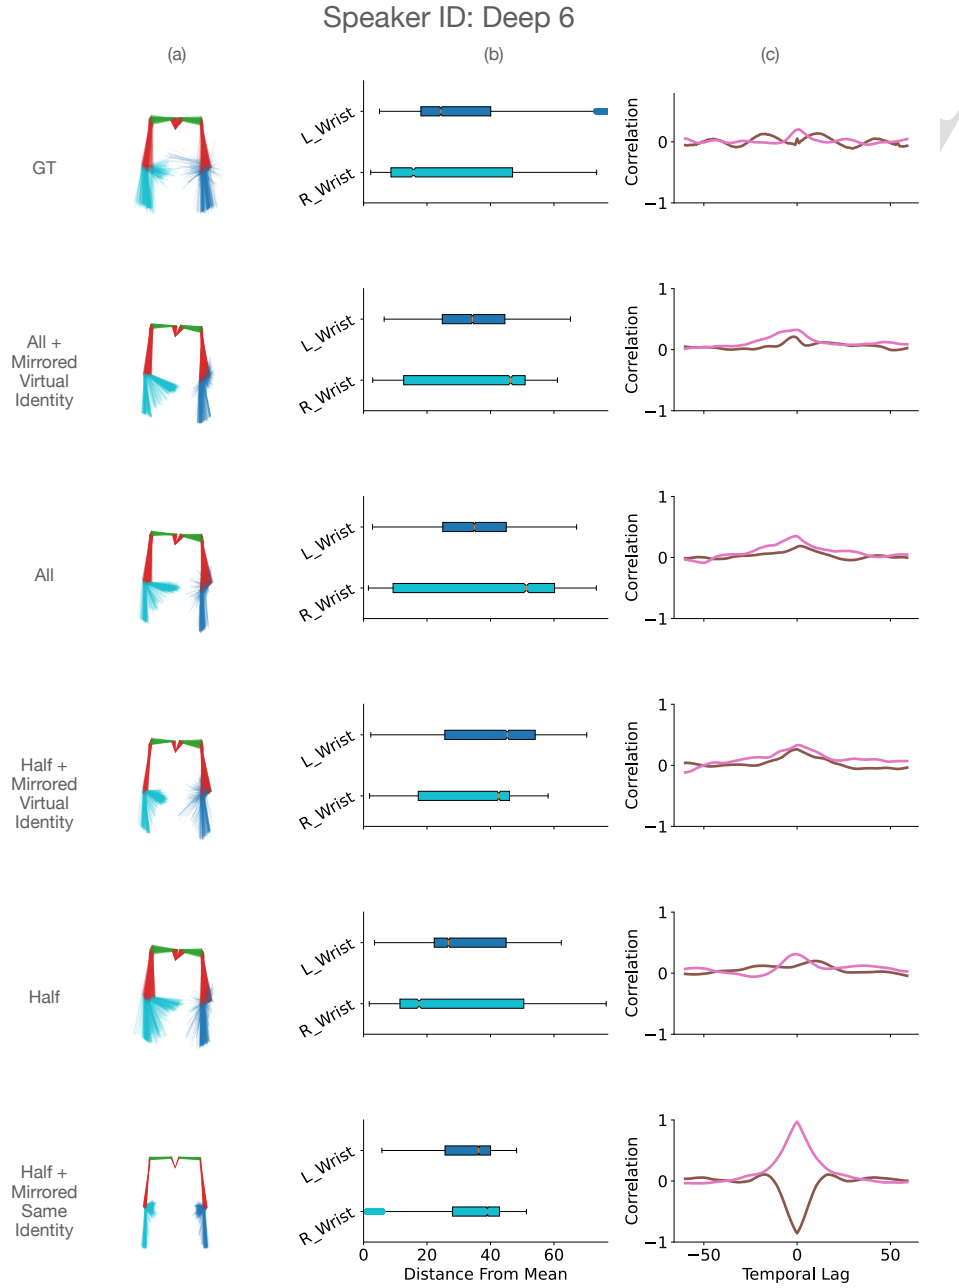 Speaker ID: Deep 6
(a)
(b)
(c)
GT
L_Wrist
R_Wrist
Correlation
0
−1
All +
Mirrored
Virtual
Identity
L_Wrist
R_Wrist
Correlation
1
0
−1
All
L_Wrist
R_Wrist
Correlation
1
0
−1
Half +
Mirrored
Virtual
Identity
L_Wrist
R_Wrist
Correlation
1
0
−1
Half
L_Wrist
R_Wrist
Correlation
1
0
−1
Half +
Mirrored
Same
Identity
L_Wrist
R_Wrist
0 20 40 60
Distance From Mean
Correlation
1
0
−1
−50 0 50
Temporal Lag